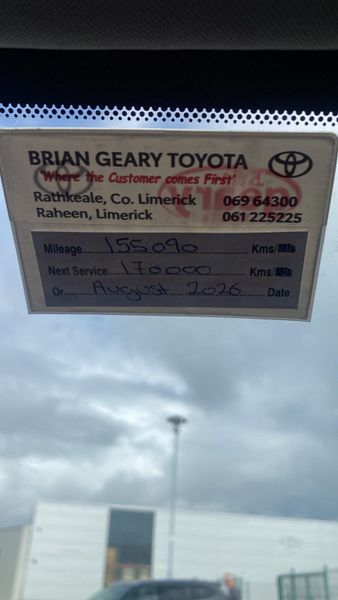 BRIAN GEARY TOYOTA
'Where the Customer comes First'
Rathkeale, Co. Limerick 069 64300
Raheen, Limerick 061 225225
Mileage 155090 Kms/Mls
Next Service 170000 Kms/Mls
Or August 2026 Date